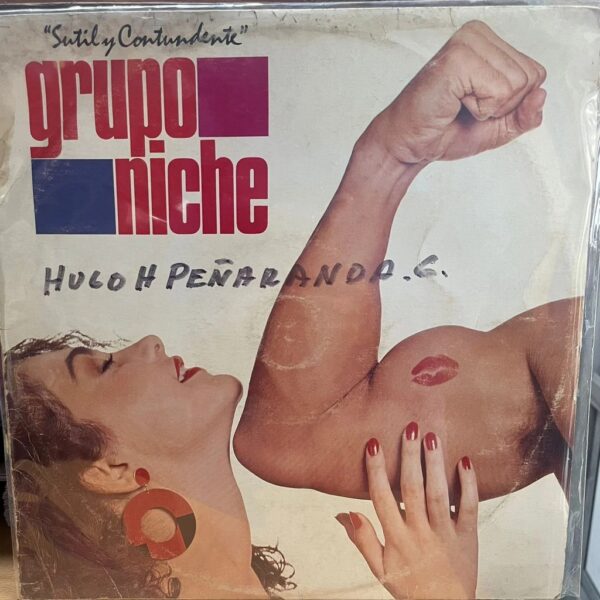 "Sutil y Contundente"
grupo
niche
HUGO H PEÑARANDA.G.